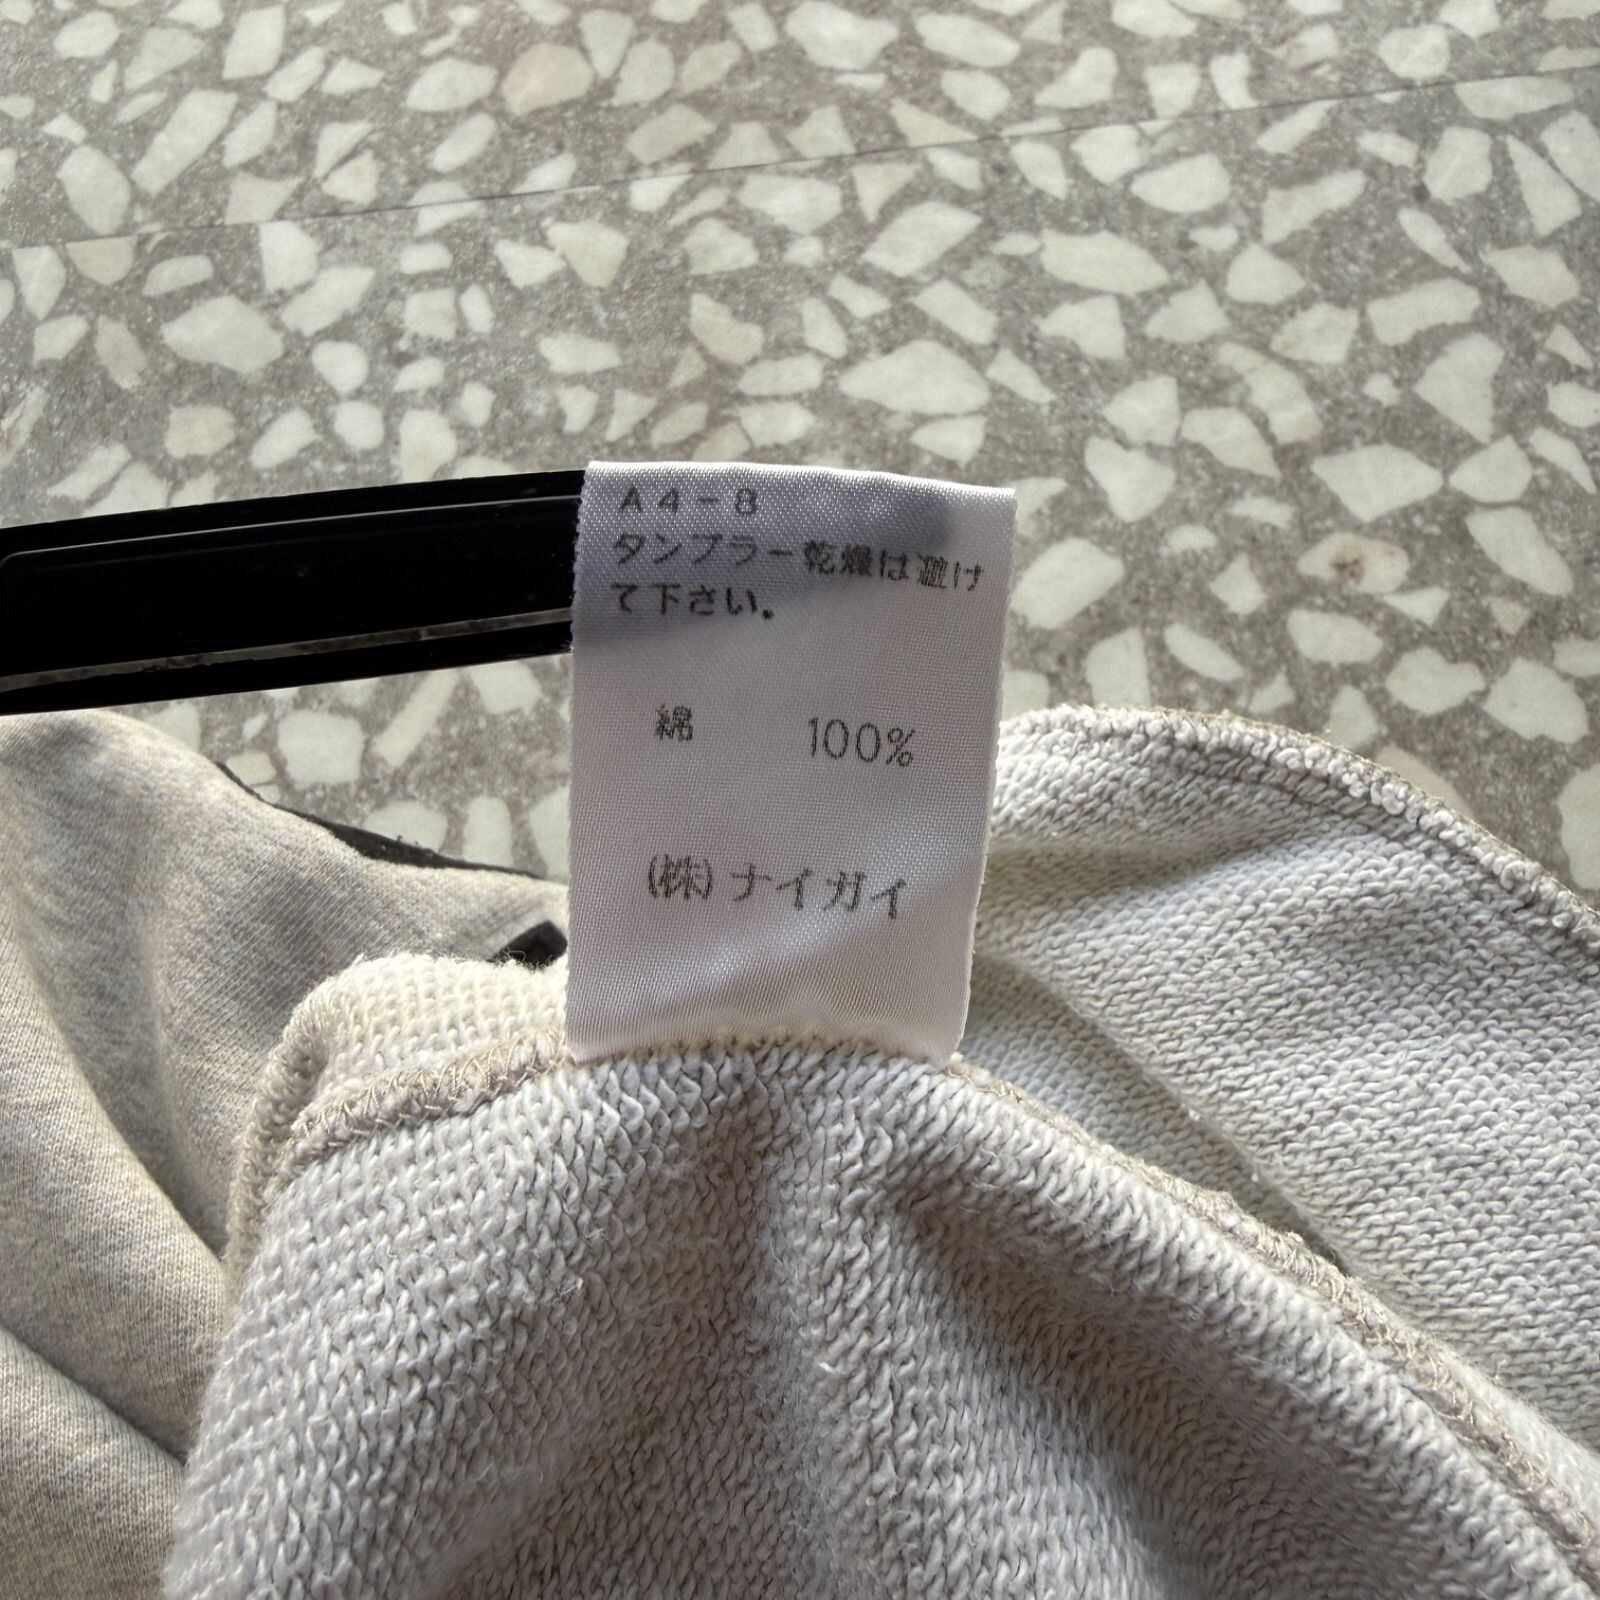 A4-8
タンブラー乾燥は避け
て下さい。
綿 100%
(株)ナイガイ